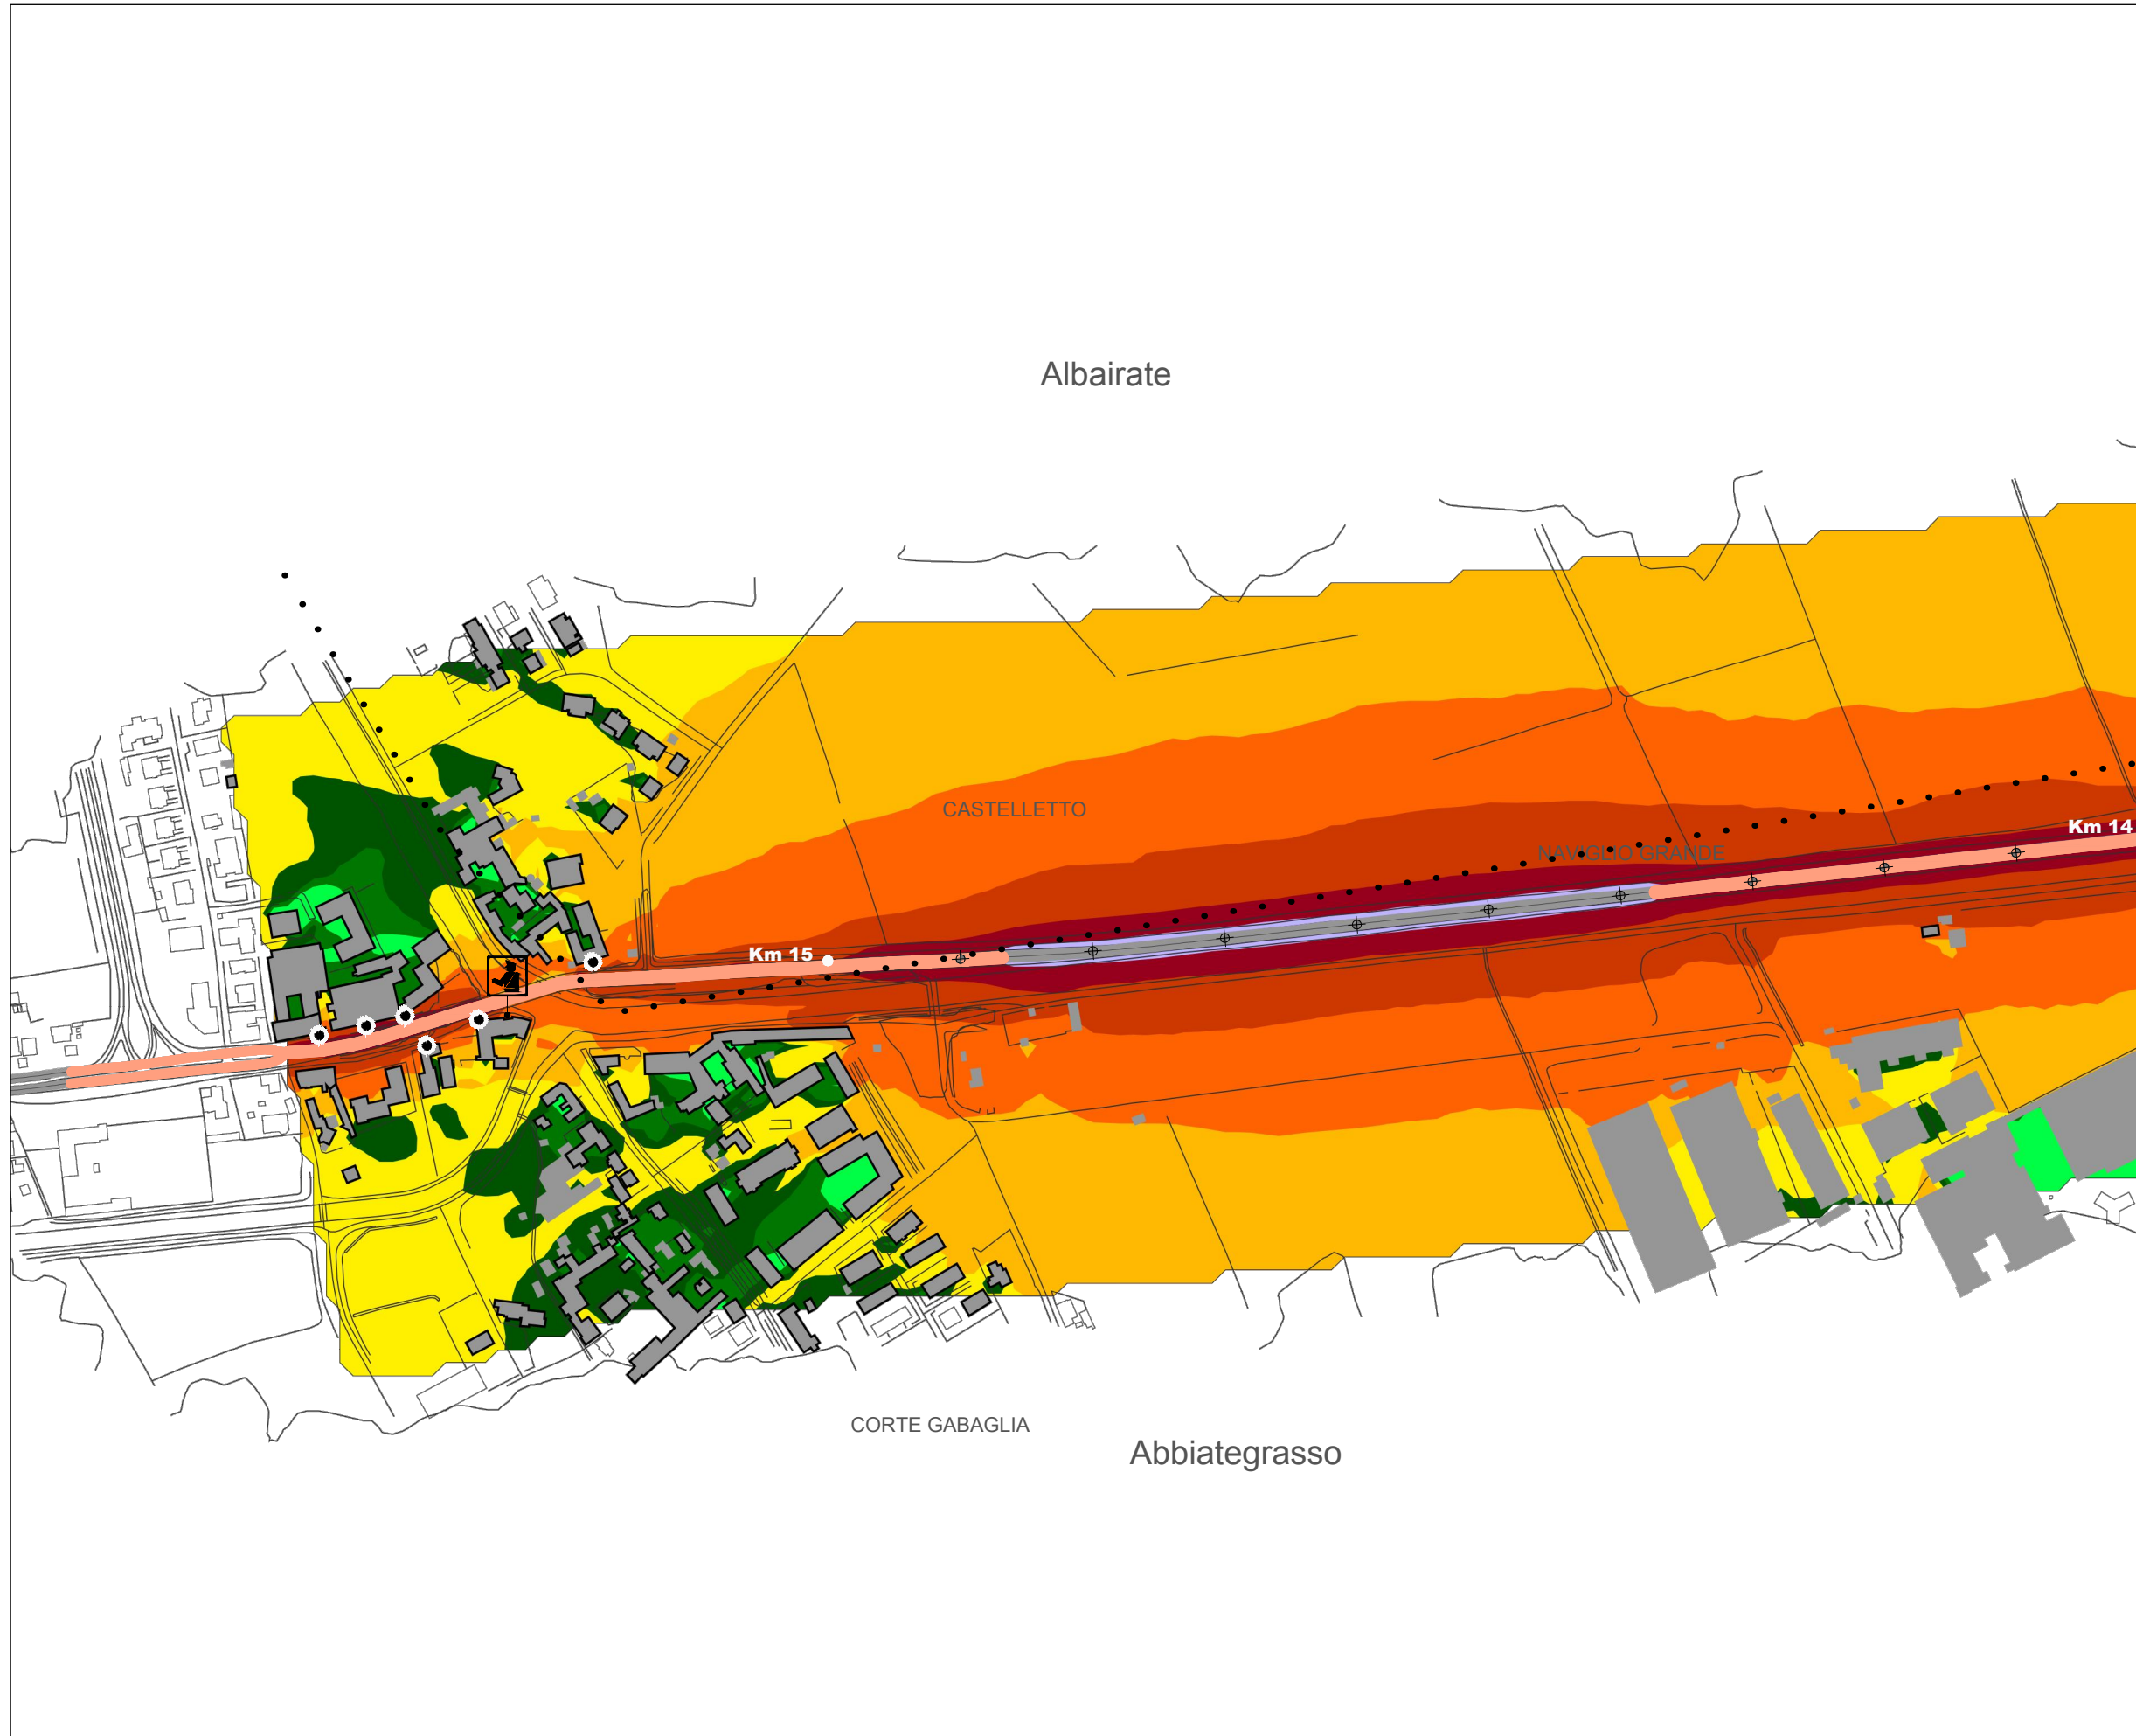 Albairate
CASTELLETTO
Km 14
NAVIGLIO GRANDE
Km 15
CORTE GABAGLIA
Abbiategrasso